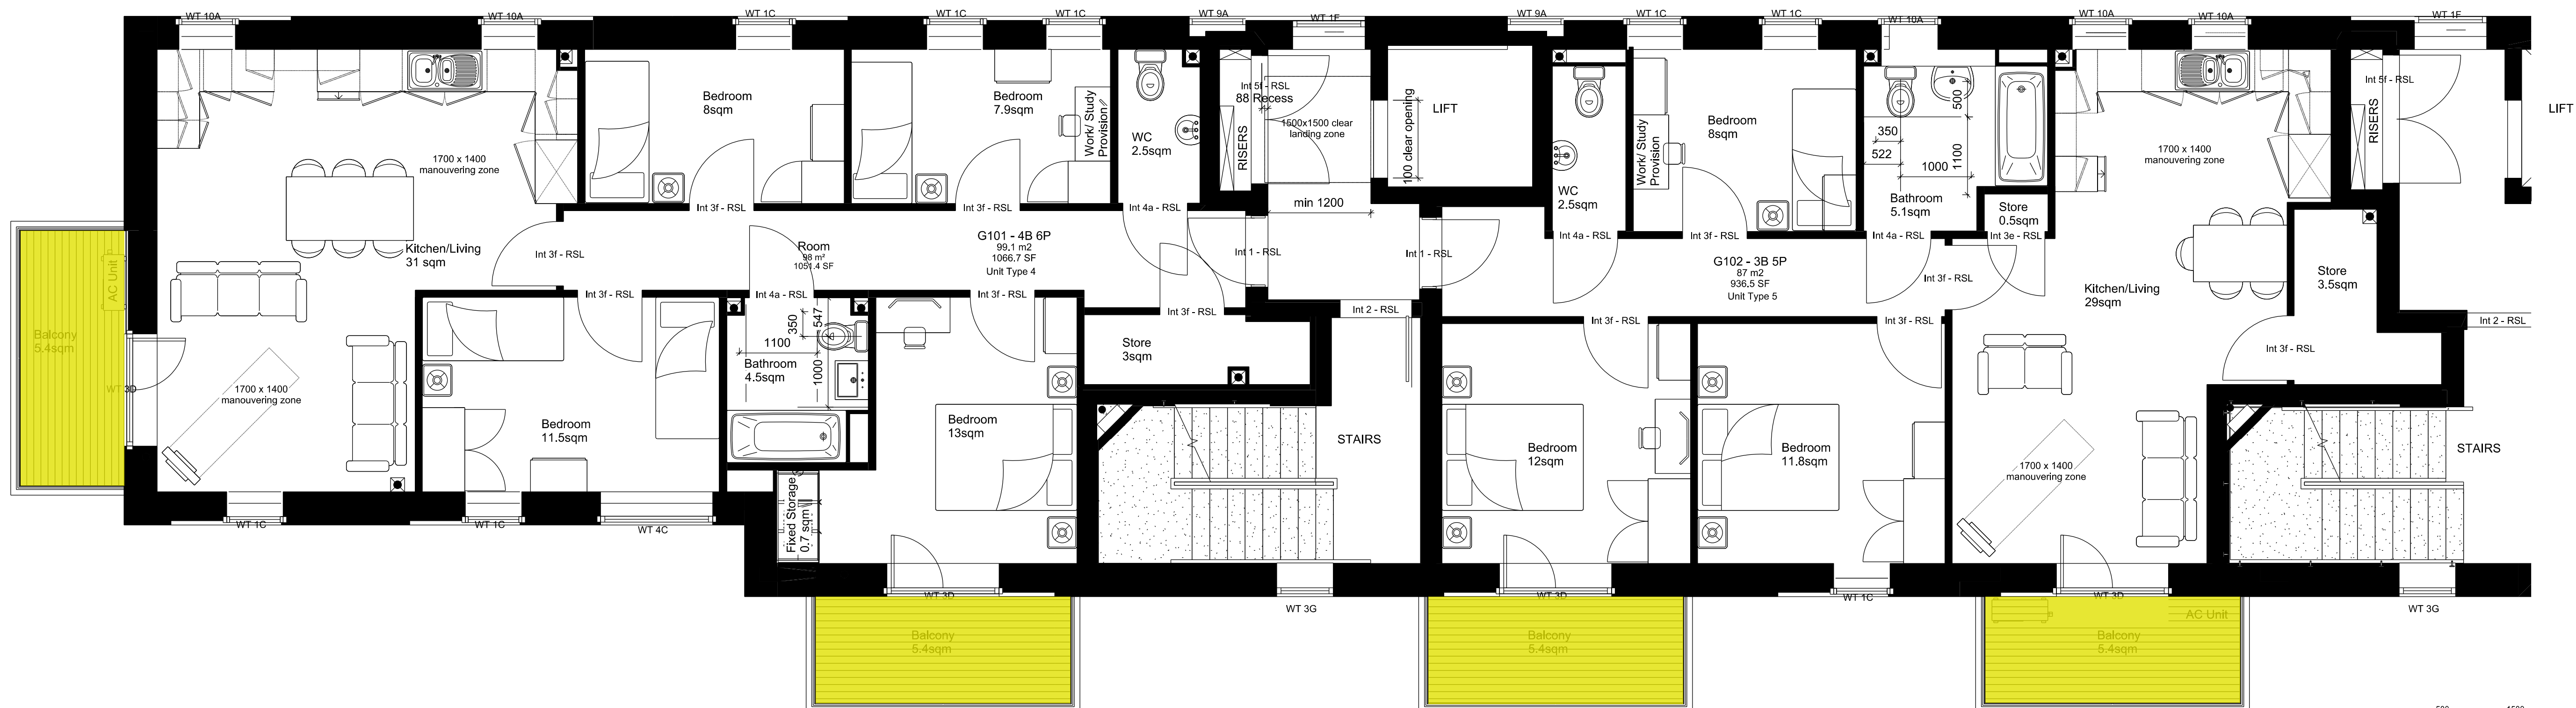 WT 10A
WT 10A
WT 1C
WT 1C
WT 1C
WT 9A
WT 1F
WT 9A
WT 1C
WT 1C
WT 10A
WT 10A
WT 10A
WT 1F
Bedroom
8sqm
Bedroom
7.9sqm
Work/ Study
Provision
WC
2.5sqm
RISERS
Int 5f - RSL
88 Recess
1500x1500 clear
landing zone
100 clear opening
LIFT
WC
2.5sqm
Work/ Study
Provision
Bedroom
8sqm
350
522
500
1100
1000
Bathroom
5.1sqm
Store
0.5sqm
1700 x 1400
manouvering zone
1700 x 1400
manouvering zone
RISERS
Int 5f - RSL
LIFT
Int 3f - RSL
Int 3f - RSL
Int 4a - RSL
min 1200
Int 4a - RSL
Int 3f - RSL
Int 4a - RSL
Int 3e - RSL
Kitchen/Living
31 sqm
Int 3f - RSL
Room
98 m²
1051.4 SF
G101 - 4B 6P
99.1 m2
1066.7 SF
Unit Type 4
Int 1 - RSL
Int 1 - RSL
G102 - 3B 5P
87 m2
936.5 SF
Unit Type 5
Int 3f - RSL
Kitchen/Living
29sqm
Store
3.5sqm
AC Unit
Balcony
5.4sqm
WT 3D
Int 3f - RSL
Int 4a - RSL
Int 3f - RSL
Int 3f - RSL
Int 2 - RSL
Int 3f - RSL
Int 3f - RSL
Int 2 - RSL
Int 3f - RSL
350
547
1100
1000
Bathroom
4.5sqm
Store
3sqm
1700 x 1400
manouvering zone
Bedroom
11.5sqm
Bedroom
13sqm
STAIRS
Bedroom
12sqm
Bedroom
11.8sqm
1700 x 1400
manouvering zone
STAIRS
Fixed Storage
0.7 sqm
WT 1C
WT 1C
WT 4C
WT 3D
WT 3G
WT 3D
WT 1C
WT 3D
WT 3G
Balcony
5.4sqm
Balcony
5.4sqm
AC Unit
Balcony
5.4sqm